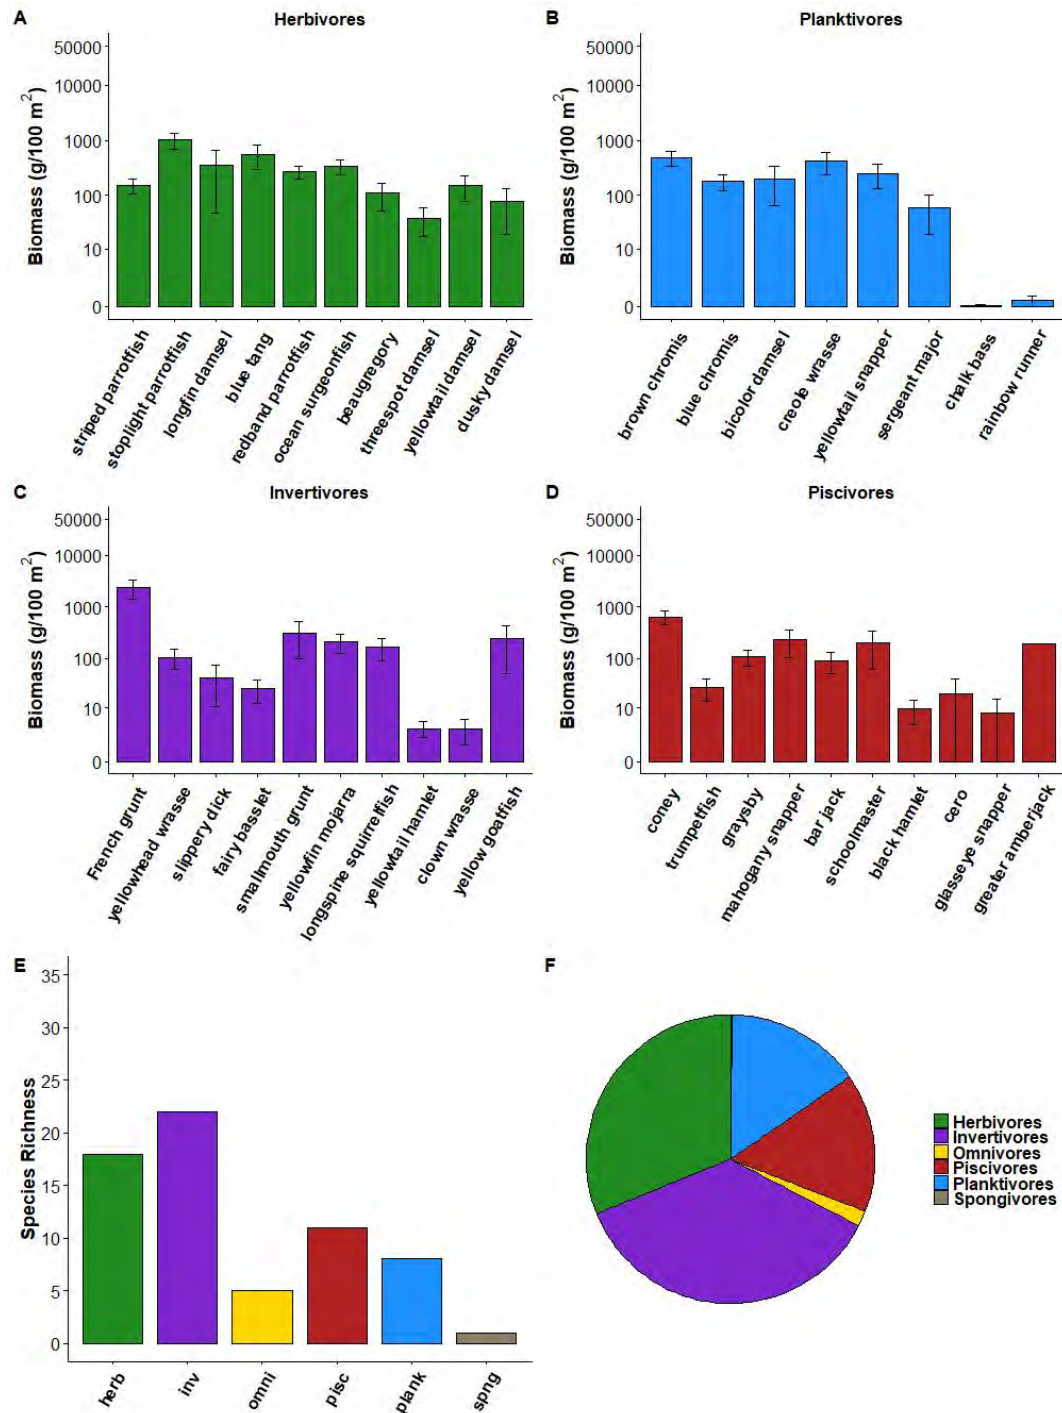 A
Herbivores
Biomass (g/100 m²)
50000
10000
1000
100
10
0
striped parrotfish
stoplight parrotfish
longfin damsel
blue tang
redband parrotfish
ocean surgeonfish
beaugregory
threespot damsel
yellowtail damsel
dusky damsel
B
Planktivores
Biomass (g/100 m²)
50000
10000
1000
100
10
0
brown chromis
blue chromis
bicolor damsel
creole wrasse
yellowtail snapper
sergeant major
chalk bass
rainbow runner
C
Invertivores
Biomass (g/100 m²)
50000
10000
1000
100
10
0
French grunt
yellowhead wrasse
slippery dick
fairy basslet
smallmouth grunt
yellowfin mojarra
longspine squirrelfish
yellowtail hamlet
clown wrasse
yellow goatfish
D
Piscivores
Biomass (g/100 m²)
50000
10000
1000
100
10
0
coney
trumpetfish
graysby
mahogany snapper
bar jack
schoolmaster
black hamlet
cero
glasseye snapper
greater amberjack
E
Species Richness
35
30
25
20
15
10
5
0
herb
inv
omni
pisc
plank
spng
F
Herbivores
Invertivores
Omnivores
Piscivores
Planktivores
Spongivores